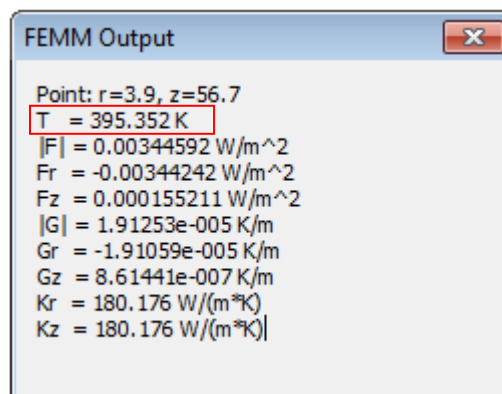 FEMM Output
Point: r=3.9, z=56.7
T = 395.352 K
|F| = 0.00344592 W/m^2
Fr = -0.00344242 W/m^2
Fz = 0.000155211 W/m^2
|G| = 1.91253e-005 K/m
Gr = -1.91059e-005 K/m
Gz = 8.61441e-007 K/m
Kr = 180.176 W/(m*K)
Kz = 180.176 W/(m*K)